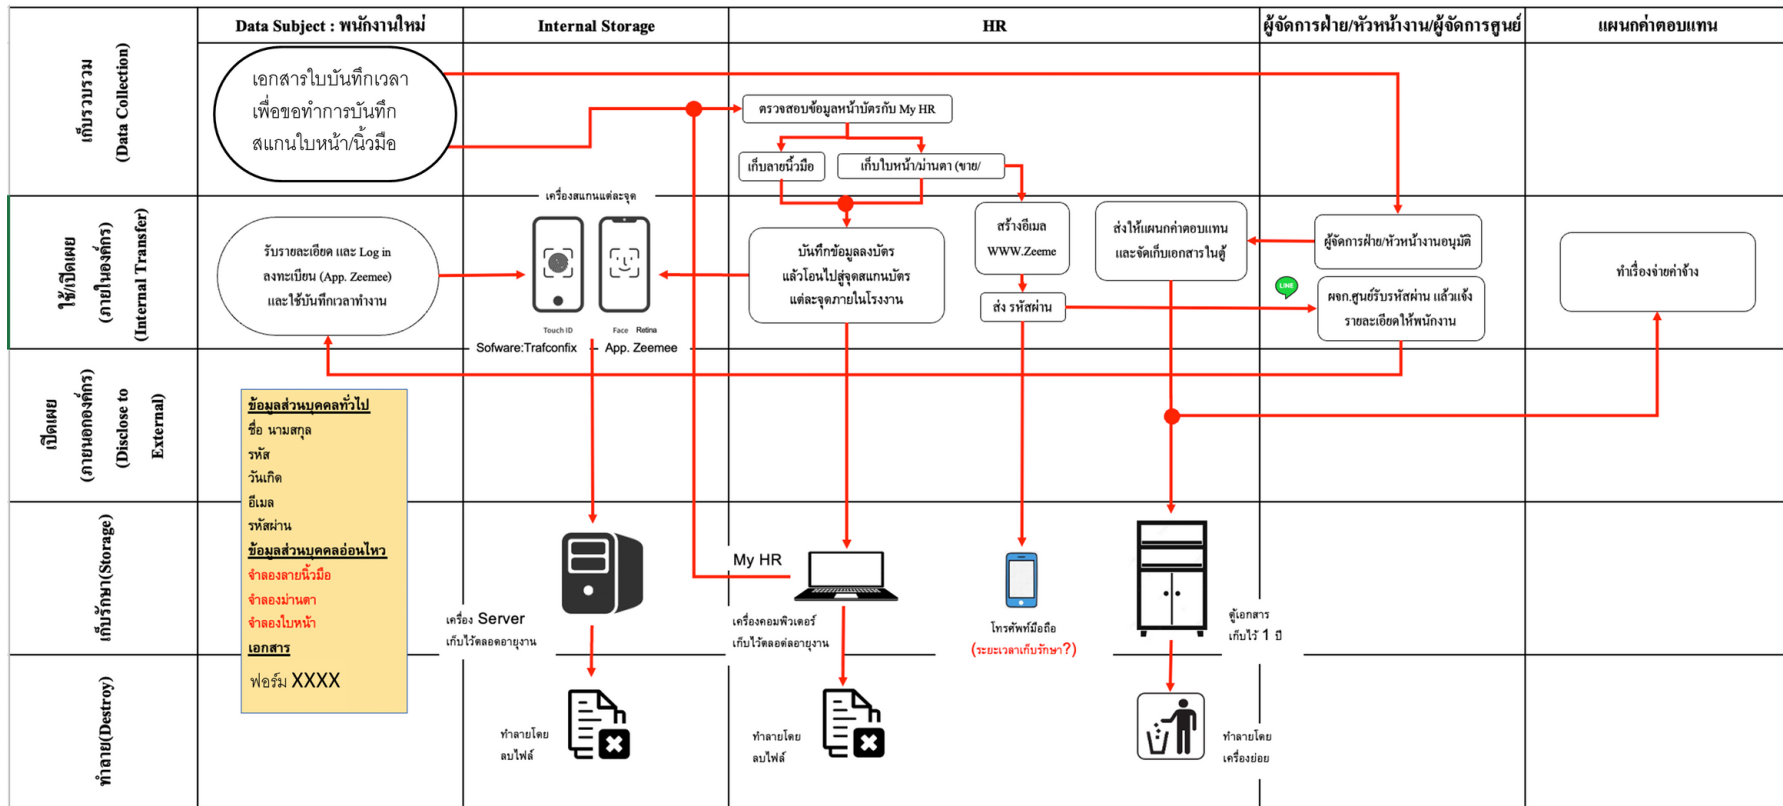 Data Subject : พนักงานใหม่
Internal Storage
HR
ผู้จัดการฝ่าย/หัวหน้างาน/ผู้จัดการศูนย์
แผนกค่าตอบแทน
เก็บรวบรวม
(Data Collection)
เอกสารใบบันทึกเวลา
เพื่อขอทำการบันทึก
สแกนใบหน้า/นิ้วมือ
ตรวจสอบข้อมูลหน้าบัตรกับ My HR
เก็บลายนิ้วมือ
เก็บใบหน้า/ม่านตา (ขาย/
ใช้/เปิดเผย
(ภายในองค์กร)
(Internal Transfer)
รับรายละเอียด และ Log in
ลงทะเบียน (App. Zeemee)
และใช้บันทึกเวลาทำงาน
เครื่องสแกนแต่ละจุด
Touch ID
Face Retina
Sofware:Trafconfix
App. Zeemee
บันทึกข้อมูลลงบัตร
แล้วโอนไปสู่จุดสแกนบัตร
แต่ละจุดภายในโรงงาน
สร้างอีเมล
WWW.Zeeme
ส่ง รหัสผ่าน
ส่งให้แผนกค่าตอบแทน
และจัดเก็บเอกสารในตู้
ผู้จัดการฝ่าย/หัวหน้างานอนุมัติ
LINE
ผจก.ศูนย์รับรหัสผ่าน แล้วแจ้ง
รายละเอียดให้พนักงาน
ทำเรื่องจ่ายค่าจ้าง
เปิดเผย
(ภายนอกองค์กร)
(Disclose to
External)
ข้อมูลส่วนบุคคลทั่วไป
ชื่อ นามสกุล
รหัส
วันเกิด
อีเมล
รหัสผ่าน
ข้อมูลส่วนบุคคลอ่อนไหว
จำลองลายนิ้วมือ
จำลองม่านตา
จำลองใบหน้า
เอกสาร
ฟอร์ม XXXX
เก็บรักษา(Storage)
เครื่อง Server
เก็บไว้ตลอดอายุงาน
My HR
เครื่องคอมพิวเตอร์
เก็บไว้ตลอดต่ออายุงาน
โทรศัพท์มือถือ
(ระยะเวลาเก็บรักษา?)
ตู้เอกสาร
เก็บไว้ 1 ปี
ทำลาย(Destroy)
ทำลายโดย
ลบไฟล์
ทำลายโดย
ลบไฟล์
ทำลายโดย
เครื่องย่อย